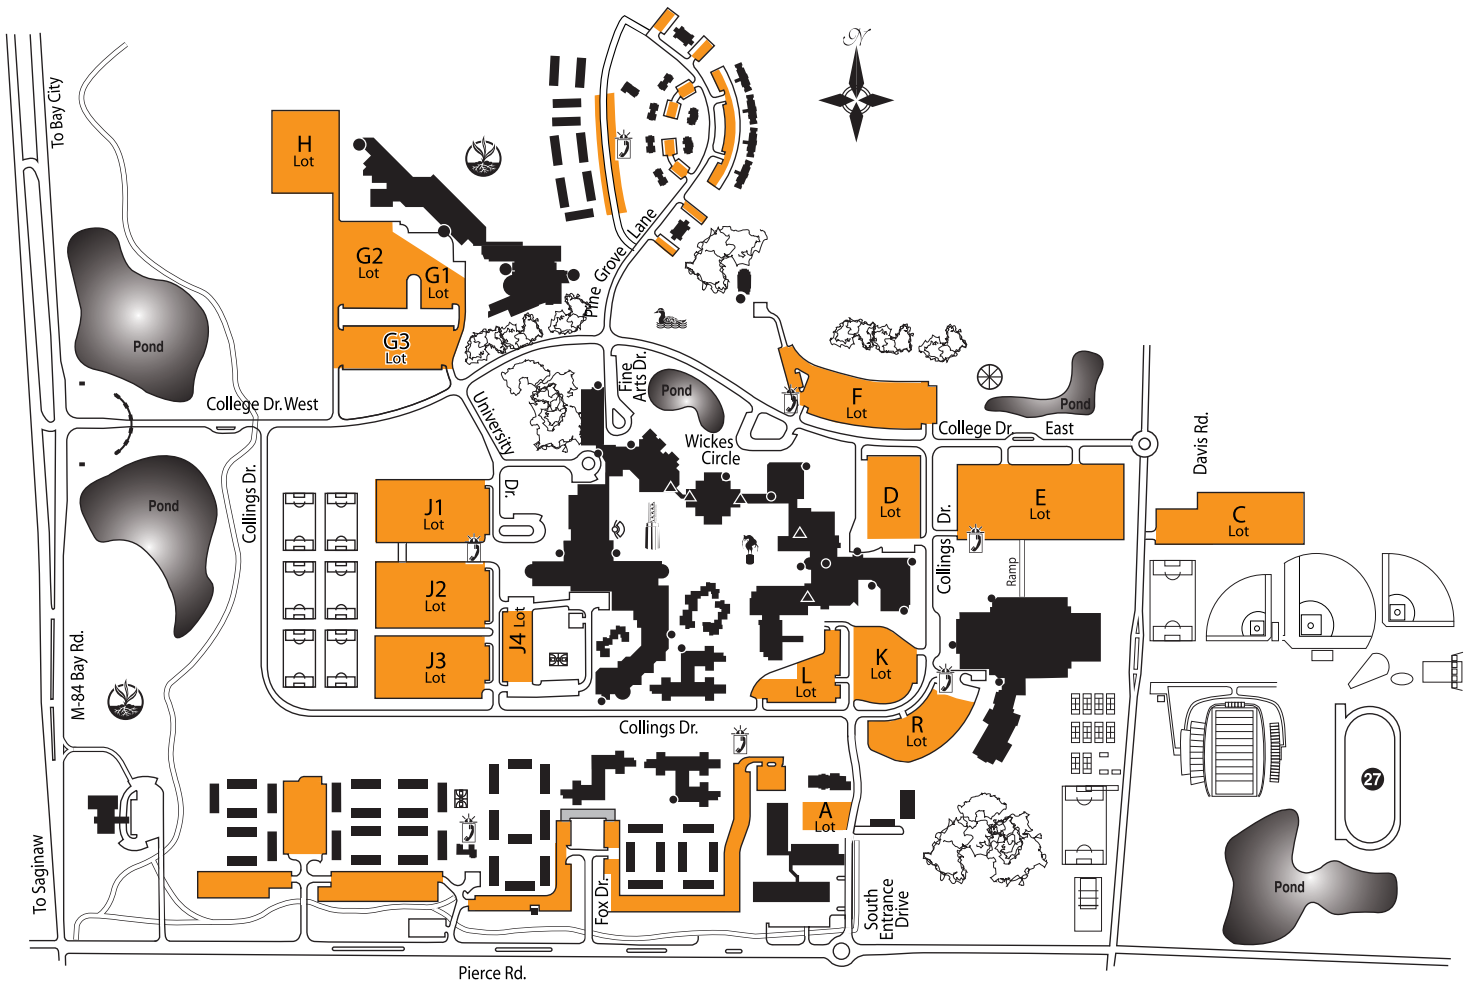 N
To Bay City
H
Lot
G2
Lot
G1
Lot
G3
Lot
Pine Grove Lane
Pond
College Dr. West
University
Dr.
Fine
Arts Dr.
Pond
Wickes
Circle
F
Lot
College Dr.
East
Pond
Davis Rd.
Pond
Collings Dr.
J1
Lot
J2
Lot
J3
Lot
J4 Lot
D
Lot
Collings Dr.
E
Lot
Ramp
C
Lot
M-84 Bay Rd.
L
Lot
K
Lot
R
Lot
Collings Dr.
A
Lot
27
To Saginaw
Fox Dr.
South
Entrance
Drive
Pond
Pierce Rd.